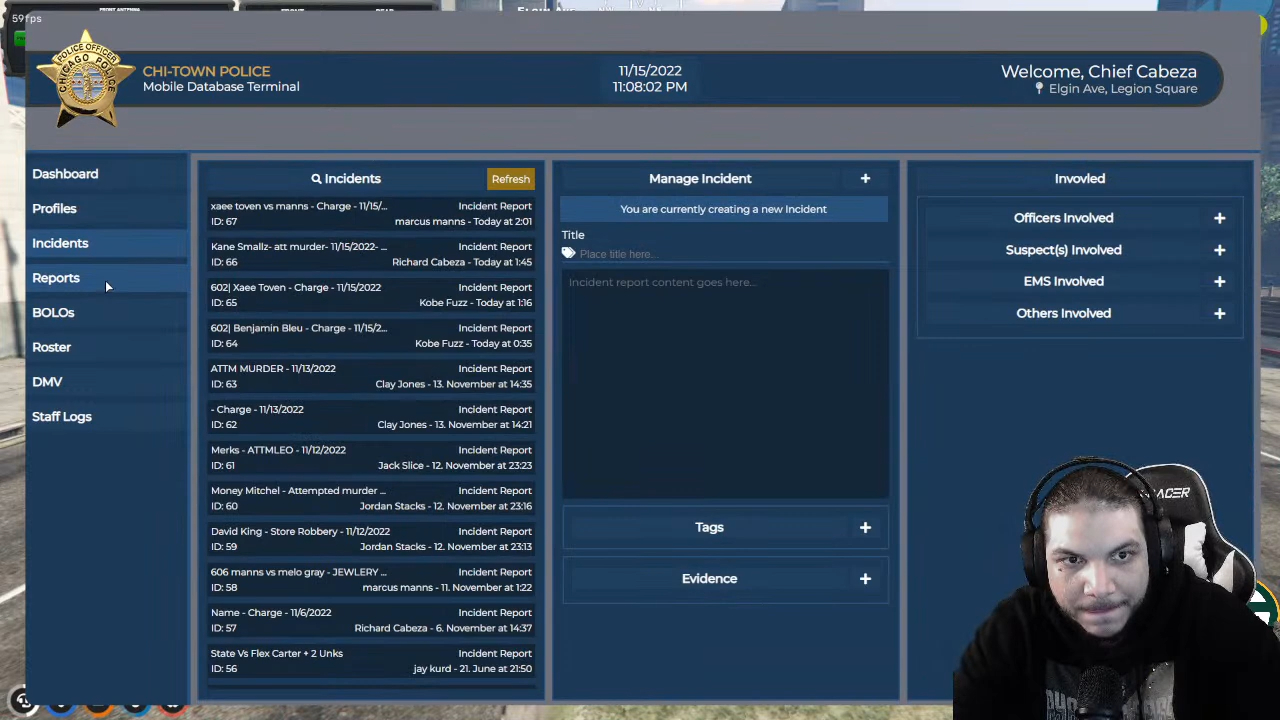 59fps
FRONT ANTENNA
FRONT
REAR
Elgin Ave
POLICE OFFICER
CHICAGO POLICE
CHI-TOWN POLICE
Mobile Database Terminal
11/15/2022
11:08:02 PM
Welcome, Chief Cabeza
Elgin Ave, Legion Square
Dashboard
Profiles
Incidents
Reports
BOLOs
Roster
DMV
Staff Logs
Incidents
Refresh
xaee toven vs manns - Charge - 11/15/... Incident Report
ID: 67 marcus manns - Today at 2:01
Kane Smallz- att murder- 11/15/2022- ... Incident Report
ID: 66 Richard Cabeza - Today at 1:45
602| Xaee Toven - Charge - 11/15/2022 Incident Report
ID: 65 Kobe Fuzz - Today at 1:16
602| Benjamin Bleu - Charge - 11/15/2... Incident Report
ID: 64 Kobe Fuzz - Today at 0:35
ATTM MURDER - 11/13/2022 Incident Report
ID: 63 Clay Jones - 13. November at 14:35
- Charge - 11/13/2022 Incident Report
ID: 62 Clay Jones - 13. November at 14:21
Merks - ATTMLEO - 11/12/2022 Incident Report
ID: 61 Jack Slice - 12. November at 23:23
Money Mitchel - Attempted murder ... Incident Report
ID: 60 Jordan Stacks - 12. November at 23:16
David King - Store Robbery - 11/12/2022 Incident Report
ID: 59 Jordan Stacks - 12. November at 23:13
606 manns vs melo gray - JEWLERY ... Incident Report
ID: 58 marcus manns - 11. November at 1:22
Name - Charge - 11/6/2022 Incident Report
ID: 57 Richard Cabeza - 6. November at 14:37
State Vs Flex Carter + 2 Unks Incident Report
ID: 56 jay kurd - 21. June at 21:50
Manage Incident +
You are currently creating a new Incident
Title
Place title here...
Incident report content goes here...
Tags +
Evidence +
Invovled
Officers Involved +
Suspect(s) Involved +
EMS Involved +
Others Involved +
ACER